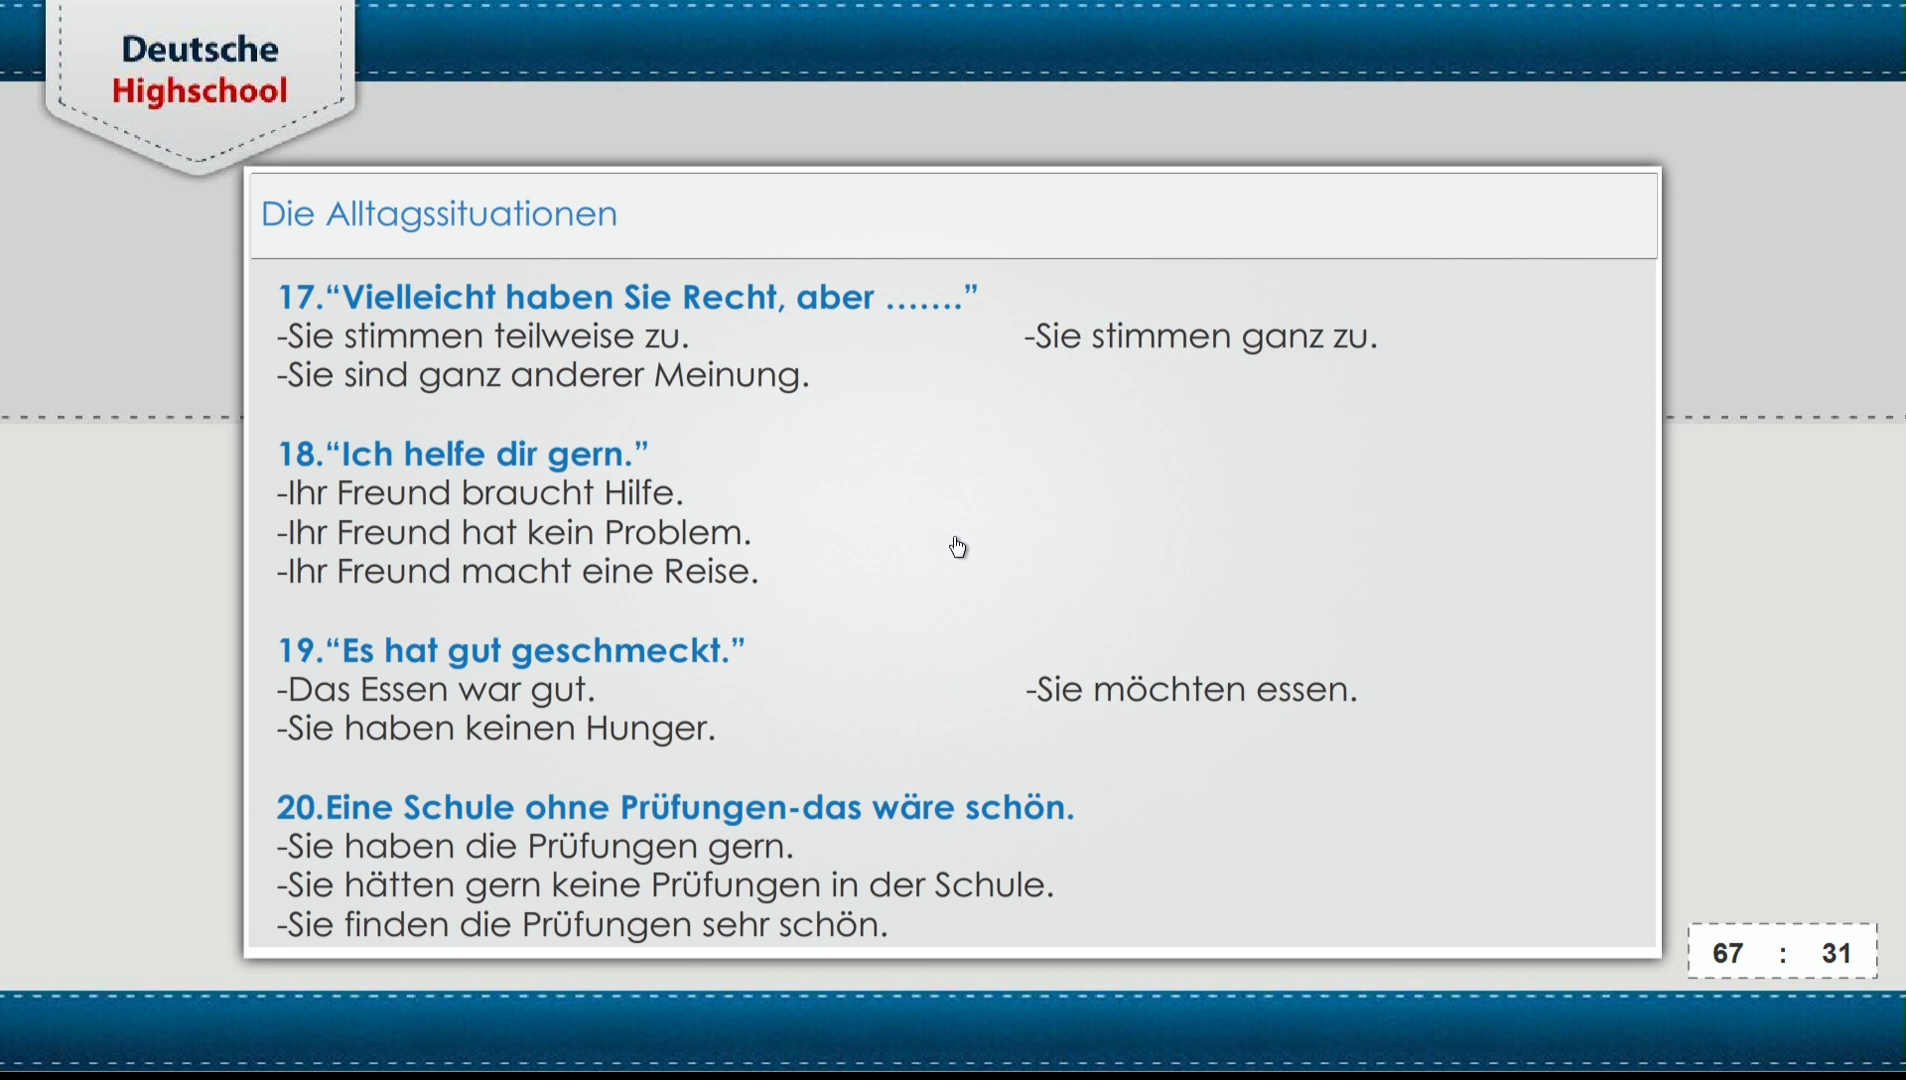 Deutsche
Highschool
Die Alltagssituationen
17.“Vielleicht haben Sie Recht, aber …….”
-Sie stimmen teilweise zu. -Sie stimmen ganz zu.
-Sie sind ganz anderer Meinung.
18.“Ich helfe dir gern.”
-Ihr Freund braucht Hilfe.
-Ihr Freund hat kein Problem.
-Ihr Freund macht eine Reise.
19.“Es hat gut geschmeckt.”
-Das Essen war gut. -Sie möchten essen.
-Sie haben keinen Hunger.
20.Eine Schule ohne Prüfungen-das wäre schön.
-Sie haben die Prüfungen gern.
-Sie hätten gern keine Prüfungen in der Schule.
-Sie finden die Prüfungen sehr schön.
67 : 31